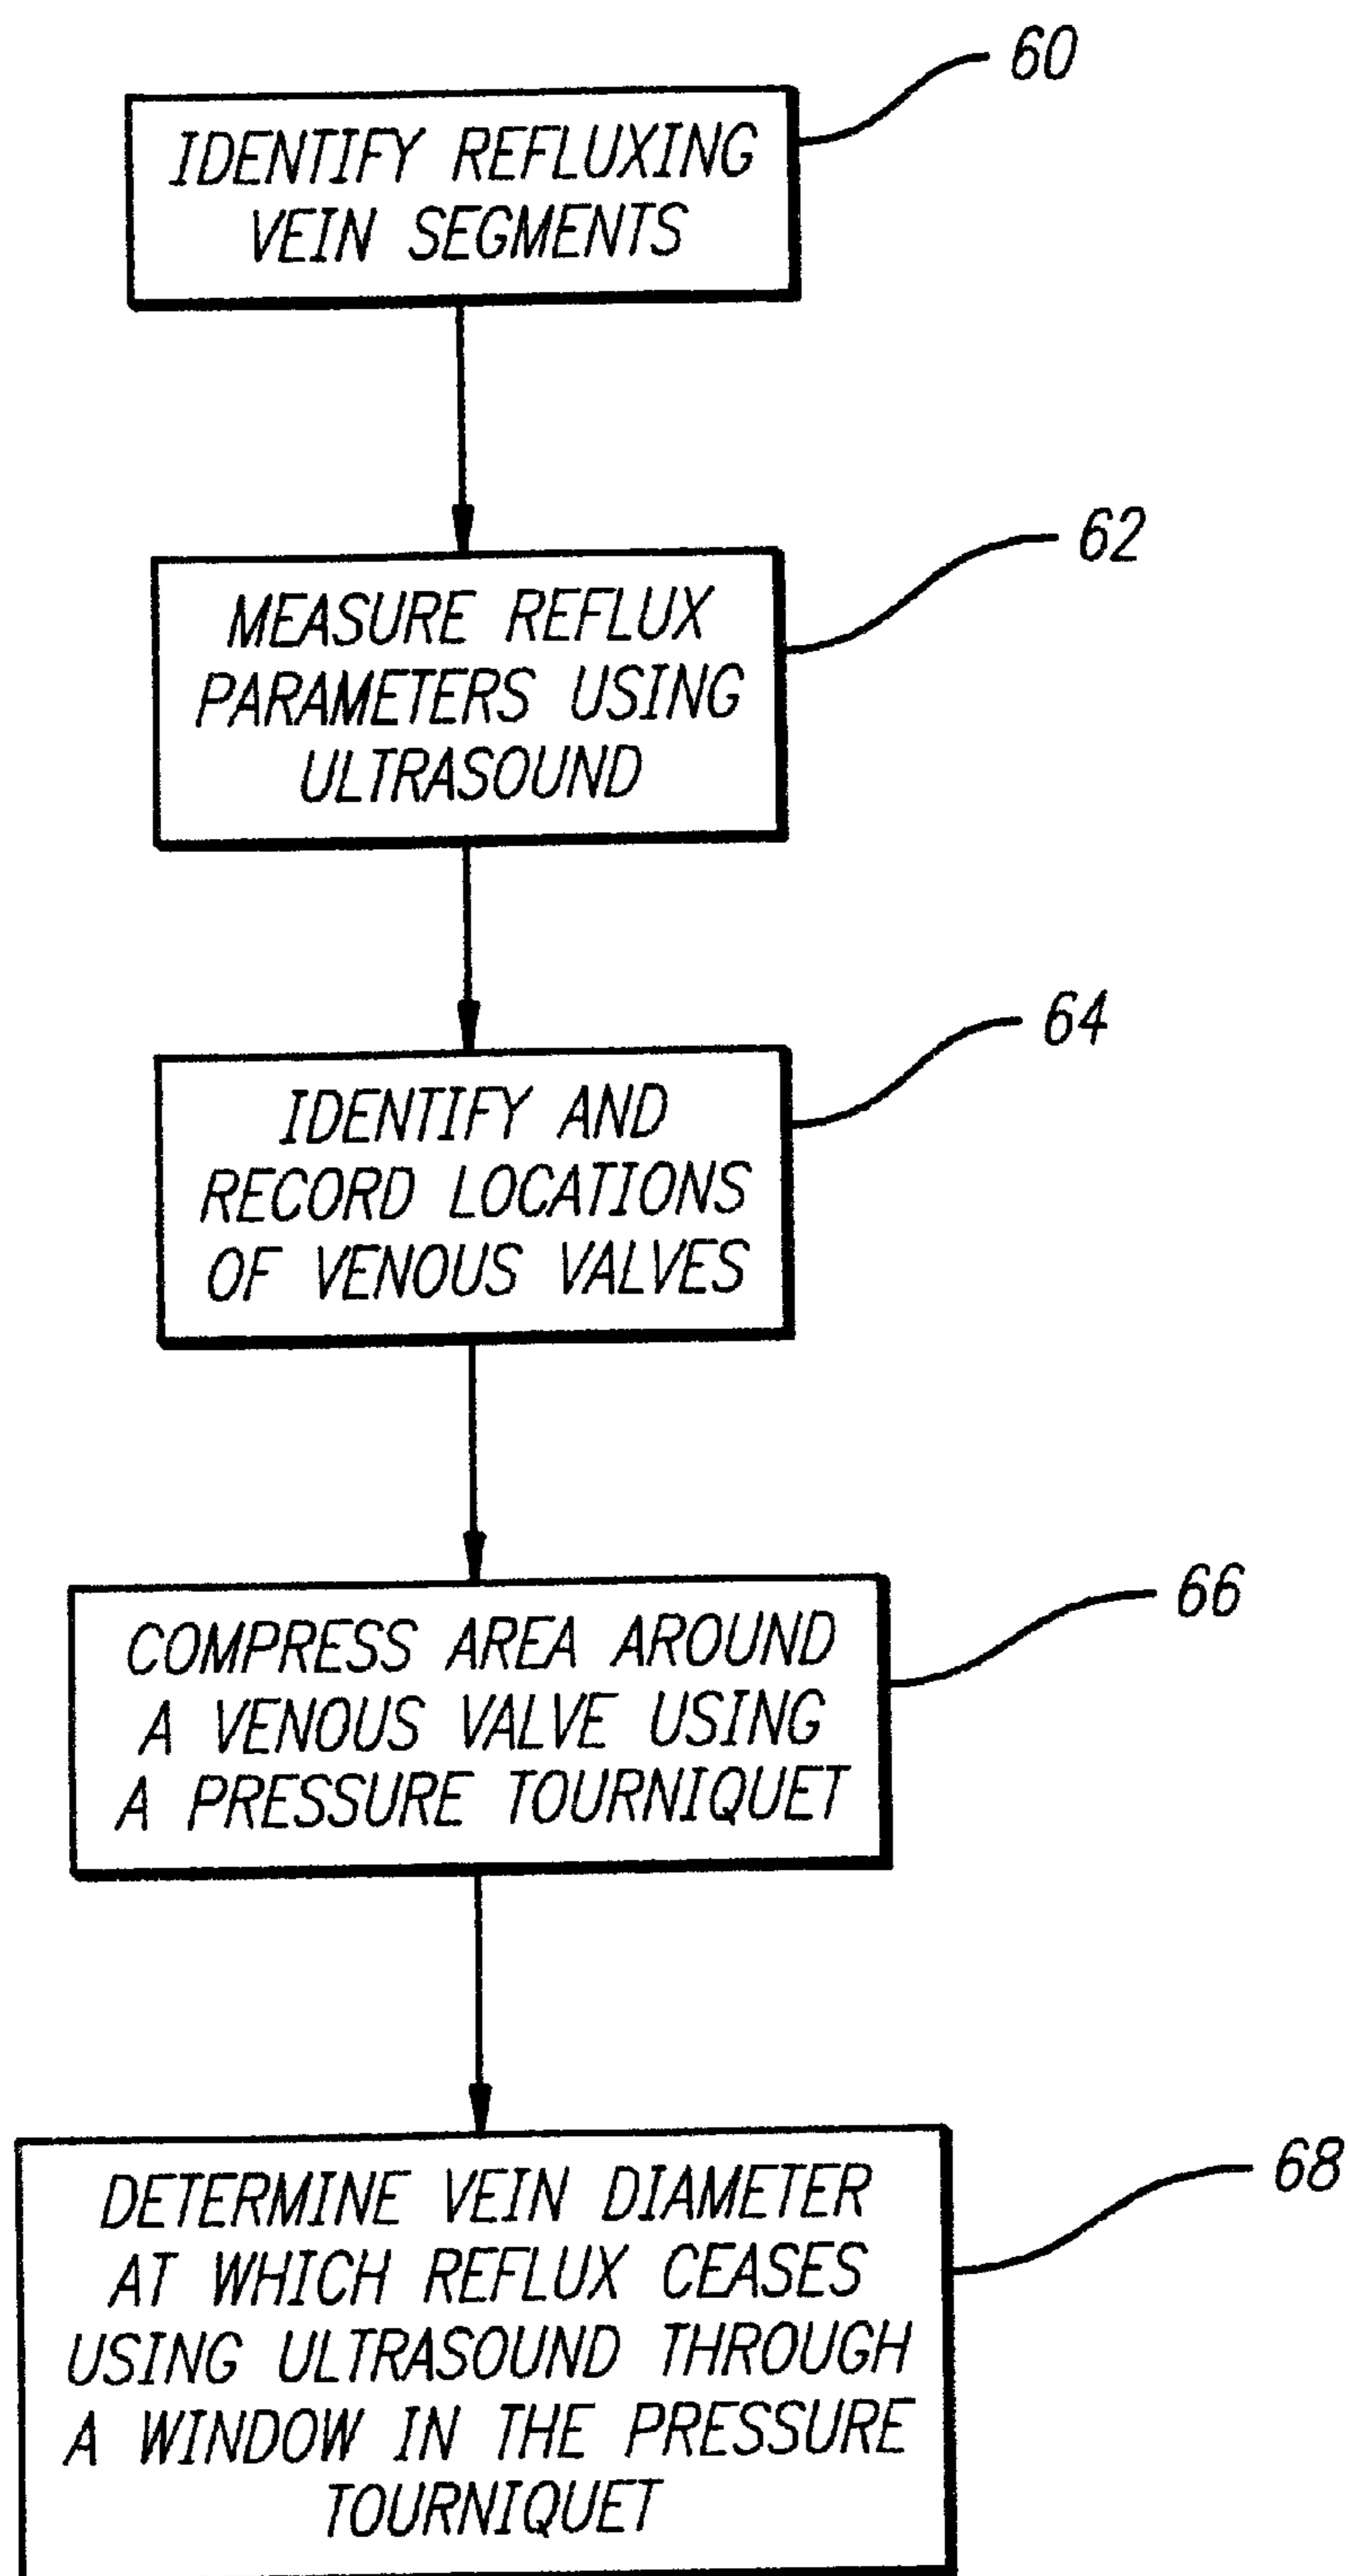 60
IDENTIFY REFLUXING
VEIN SEGMENTS
62
MEASURE REFLUX
PARAMETERS USING
ULTRASOUND
64
IDENTIFY AND
RECORD LOCATIONS
OF VENOUS VALVES
66
COMPRESS AREA AROUND
A VENOUS VALVE USING
A PRESSURE TOURNIQUET
68
DETERMINE VEIN DIAMETER
AT WHICH REFLUX CEASES
USING ULTRASOUND THROUGH
A WINDOW IN THE PRESSURE
TOURNIQUET